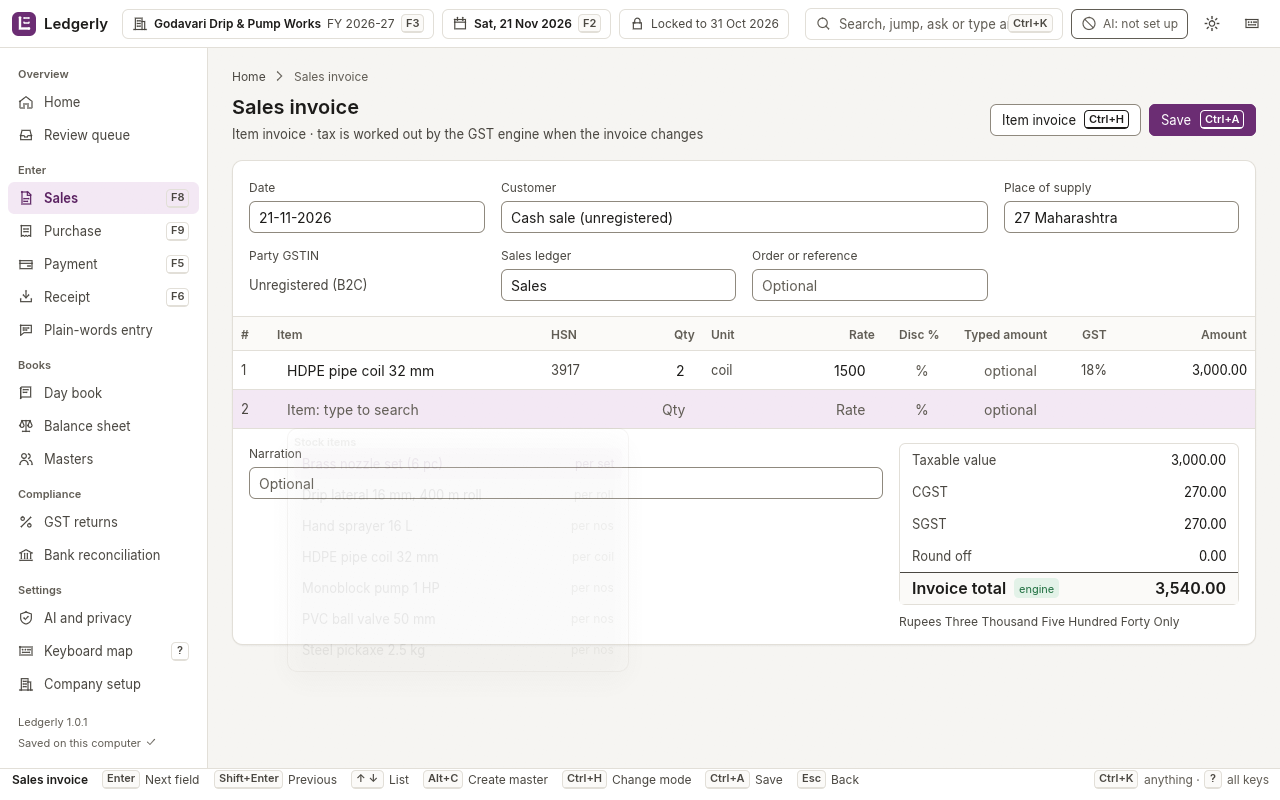 Ledgerly
Godavari Drip & Pump Works FY 2026-27 F3
Sat, 21 Nov 2026 F2
Locked to 31 Oct 2026
Search, jump, ask or type a Ctrl+K
AI: not set up
Overview
Home
Review queue
Enter
Sales F8
Purchase F9
Payment F5
Receipt F6
Plain-words entry
Books
Day book
Balance sheet
Masters
Compliance
GST returns
Bank reconciliation
Settings
AI and privacy
Keyboard map ?
Company setup
Ledgerly 1.0.1
Saved on this computer
Home > Sales invoice
Sales invoice
Item invoice · tax is worked out by the GST engine when the invoice changes
Item invoice Ctrl+H
Save Ctrl+A
Date Customer Place of supply
21-11-2026 Cash sale (unregistered) 27 Maharashtra
Party GSTIN Sales ledger Order or reference
Unregistered (B2C) Sales Optional
# Item HSN Qty Unit Rate Disc % Typed amount GST Amount
1 HDPE pipe coil 32 mm 3917 2 coil 1500 % optional 18% 3,000.00
2 Item: type to search Qty Rate % optional
Narration
Optional
Stock items
Brass nozzle set (6 pc) per set
Drip lateral 16 mm, 400 m roll per roll
Hand sprayer 16 L per nos
HDPE pipe coil 32 mm per coil
Monoblock pump 1 HP per nos
PVC ball valve 50 mm per nos
Steel pickaxe 2.5 kg per nos
Taxable value 3,000.00
CGST 270.00
SGST 270.00
Round off 0.00
Invoice total engine 3,540.00
Rupees Three Thousand Five Hundred Forty Only
Sales invoice Enter Next field Shift+Enter Previous ↑ ↓ List Alt+C Create master Ctrl+H Change mode Ctrl+A Save Esc Back Ctrl+K anything · ? all keys